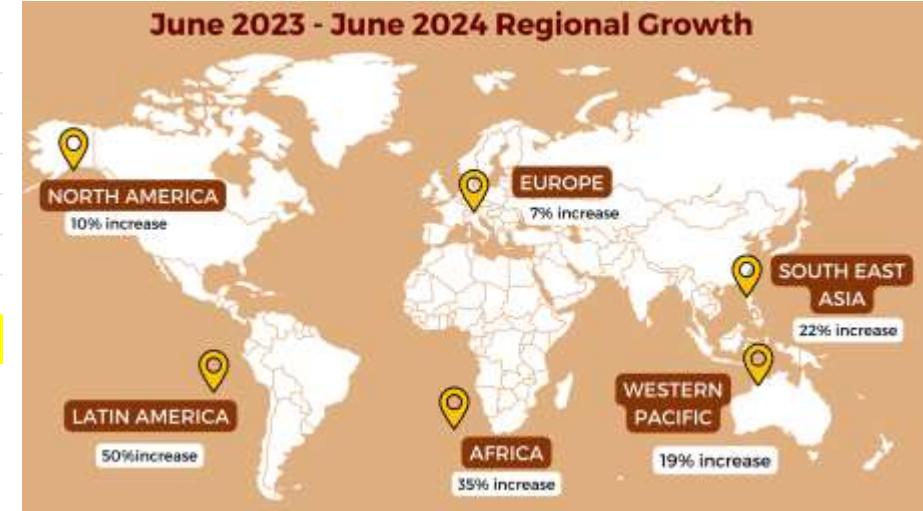 June 2023 - June 2024 Regional Growth
NORTH AMERICA
10% increase
EUROPE
7% increase
SOUTH EAST
ASIA
22% increase
LATIN AMERICA
50%increase
AFRICA
35% increase
WESTERN
PACIFIC
19% increase